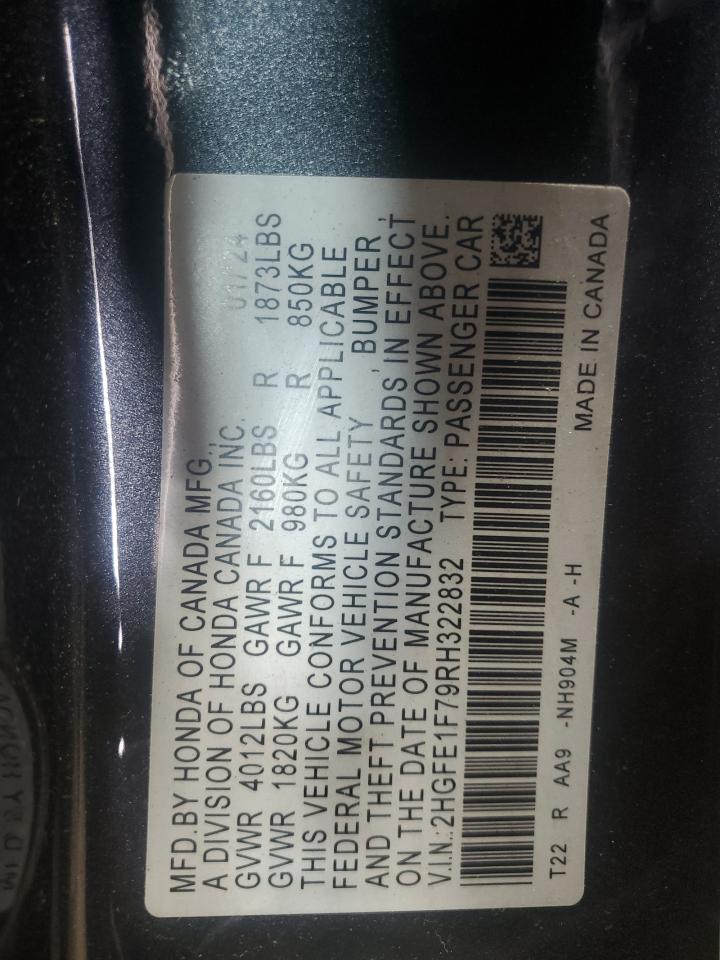 MFD.BY HONDA OF CANADA MFG.,
A DIVISION OF HONDA CANADA INC. 01/24
GVWR 4012LBS GAWR F 2160LBS R 1873LBS
GVWR 1820KG GAWR F 980KG R 850KG
THIS VEHICLE CONFORMS TO ALL APPLICABLE
FEDERAL MOTOR VEHICLE SAFETY , BUMPER,
AND THEFT PREVENTION STANDARDS IN EFFECT
ON THE DATE OF MANUFACTURE SHOWN ABOVE.
V.I.N.:2HGFE1F79RH322832 TYPE: PASSENGER CAR
T22 R AA9 -NH904M -A -H
MADE IN CANADA